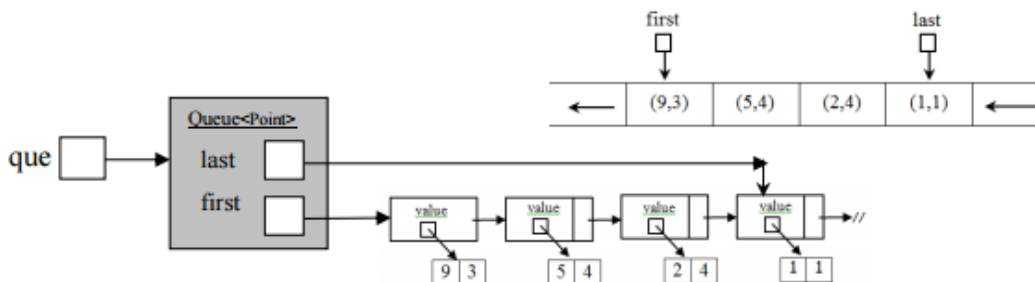 first last
(9,3) (5,4) (2,4) (1,1)
Queue<Point>
que
last
first
value value value value
//
9 3 5 4 2 4 1 1